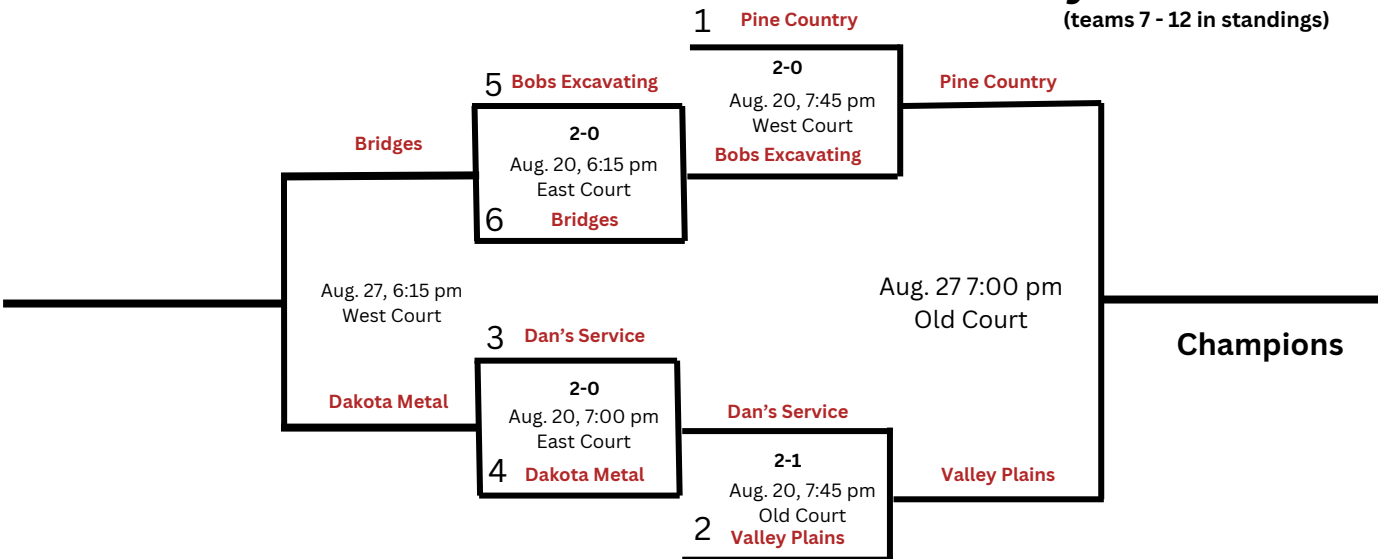 (teams 7 - 12 in standings)
1 Pine Country
2-0
Aug. 20, 7:45 pm
West Court
Bobs Excavating
Pine Country
5 Bobs Excavating
2-0
Aug. 20, 6:15 pm
East Court
6 Bridges
Bridges
Aug. 27, 6:15 pm
West Court
Dakota Metal
3 Dan’s Service
2-0
Aug. 20, 7:00 pm
East Court
4 Dakota Metal
Dan’s Service
2-1
Aug. 20, 7:45 pm
Old Court
2 Valley Plains
Valley Plains
Aug. 27 7:00 pm
Old Court
Champions